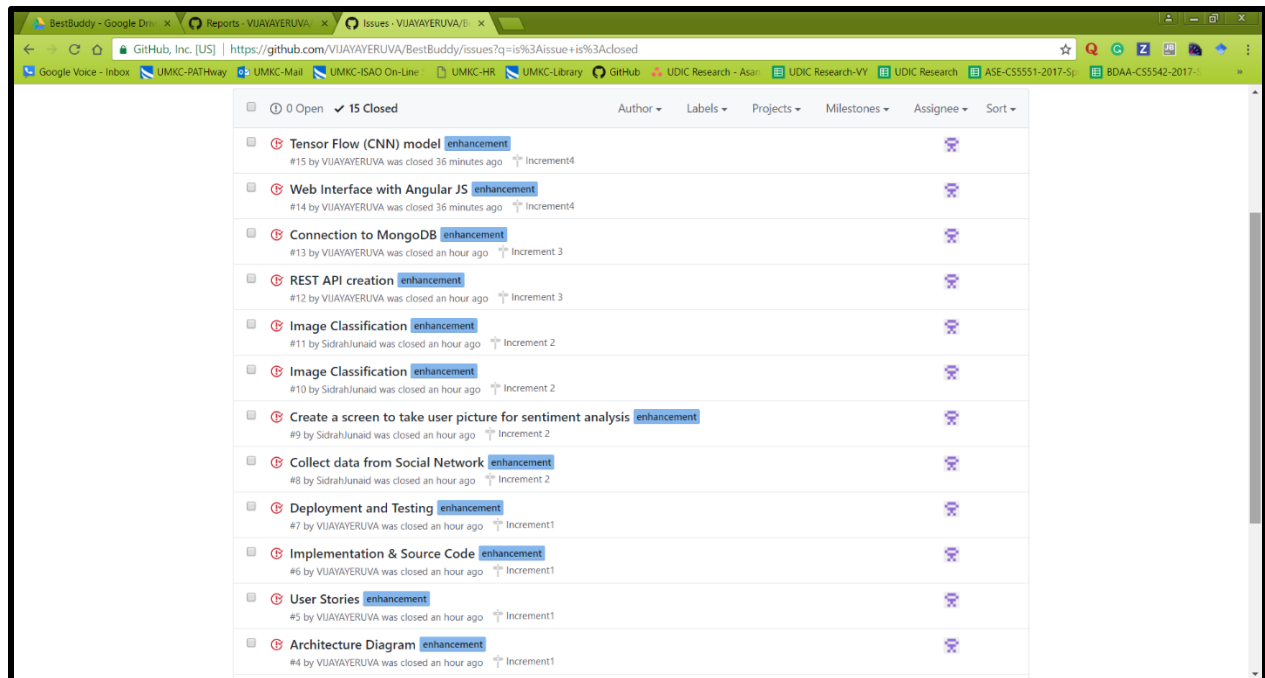 BestBuddy - Google Driv
Reports · VIJAYAYERUVA/
Issues · VIJAYAYERUVA/B
GitHub, Inc. [US] https://github.com/VIJAYAYERUVA/BestBuddy/issues?q=is%3Aissue+is%3Aclosed
Google Voice - Inbox UMKC-PATHway UMKC-Mail UMKC-ISAO On-Line UMKC-HR UMKC-Library GitHub UDIC Research - Asan UDIC Research-VY UDIC Research ASE-CS5551-2017-Sp BDAA-CS5542-2017-S »
0 Open 15 Closed Author Labels Projects Milestones Assignee Sort
Tensor Flow (CNN) model enhancement
#15 by VIJAYAYERUVA was closed 36 minutes ago Increment4
Web Interface with Angular JS enhancement
#14 by VIJAYAYERUVA was closed 36 minutes ago Increment4
Connection to MongoDB enhancement
#13 by VIJAYAYERUVA was closed an hour ago Increment 3
REST API creation enhancement
#12 by VIJAYAYERUVA was closed an hour ago Increment 3
Image Classification enhancement
#11 by SidrahJunaid was closed an hour ago Increment 2
Image Classification enhancement
#10 by SidrahJunaid was closed an hour ago Increment 2
Create a screen to take user picture for sentiment analysis enhancement
#9 by SidrahJunaid was closed an hour ago Increment 2
Collect data from Social Network enhancement
#8 by SidrahJunaid was closed an hour ago Increment 2
Deployment and Testing enhancement
#7 by VIJAYAYERUVA was closed an hour ago Increment1
Implementation & Source Code enhancement
#6 by VIJAYAYERUVA was closed an hour ago Increment1
User Stories enhancement
#5 by VIJAYAYERUVA was closed an hour ago Increment1
Architecture Diagram enhancement
#4 by VIJAYAYERUVA was closed an hour ago Increment1